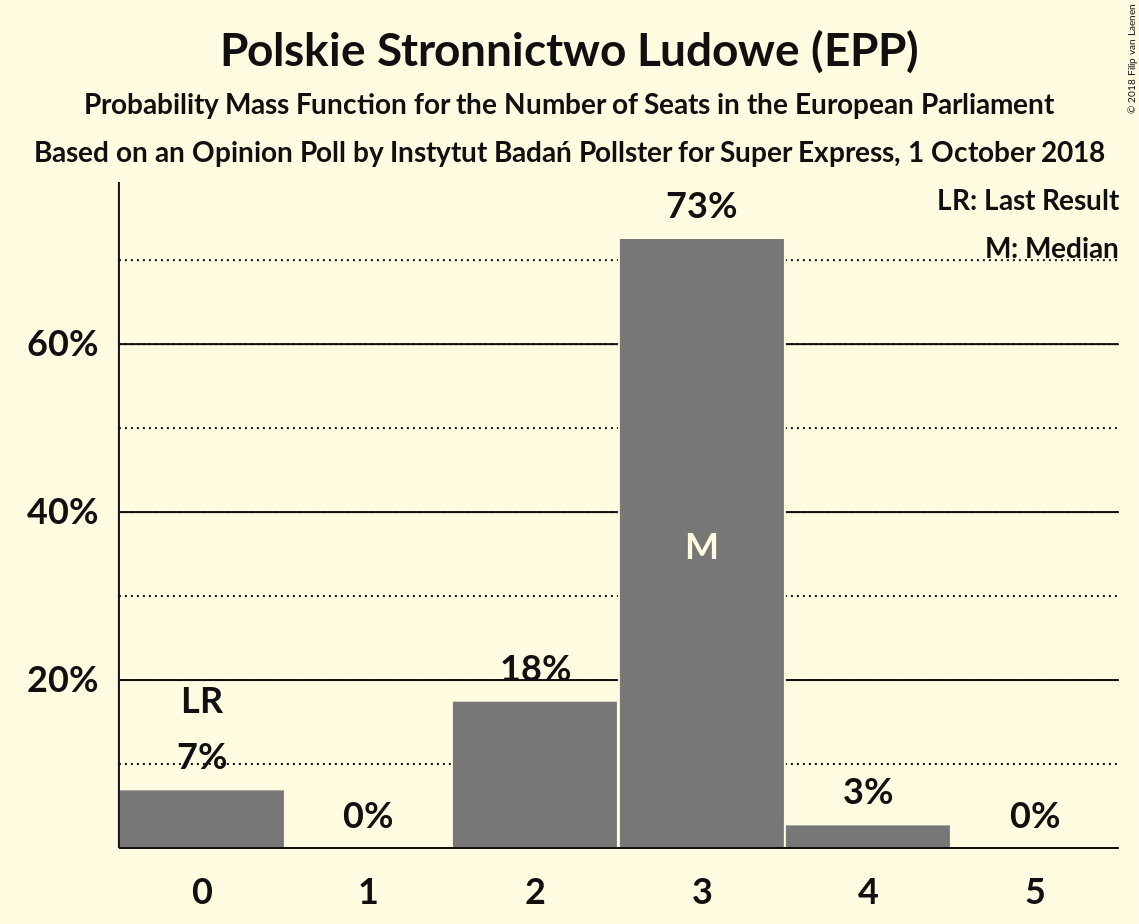 Polskie Stronnictwo Ludowe (EPP)
Probability Mass Function for the Number of Seats in the European Parliament
Based on an Opinion Poll by Instytut Badań Pollster for Super Express, 1 October 2018
© 2018 Filip van Laenen
LR: Last Result
M: Median
73%
60%
40%
M
18%
20%
LR
7%
0%
3%
0%
0 1 2 3 4 5